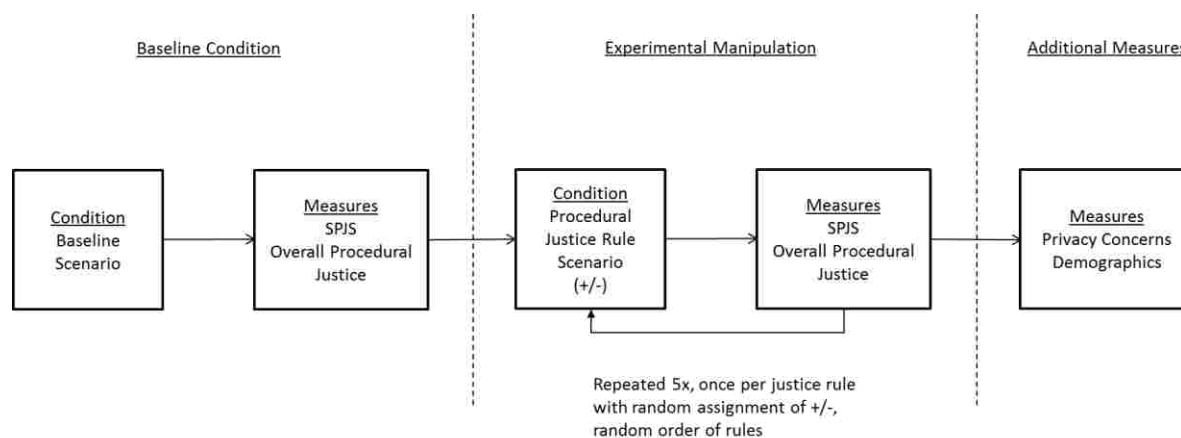 Baseline Condition
Experimental Manipulation
Additional Measures
Condition
Baseline
Scenario
Measures
SPJS
Overall Procedural
Justice
Condition
Procedural
Justice Rule
Scenario
(+/-)
Measures
SPJS
Overall Procedural
Justice
Measures
Privacy Concerns
Demographics
Repeated 5x, once per justice rule
with random assignment of +/-,
random order of rules